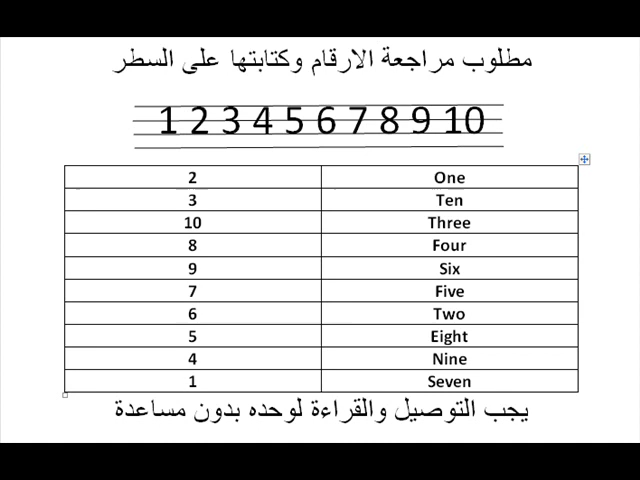 مطلوب مراجعة الارقام وكتابتها على السطر
1 2 3 4 5 6 7 8 9 10
2 One
3 Ten
10 Three
8 Four
9 Six
7 Five
6 Two
5 Eight
4 Nine
1 Seven
يجب التوصيل والقراءة لوحده بدون مساعدة